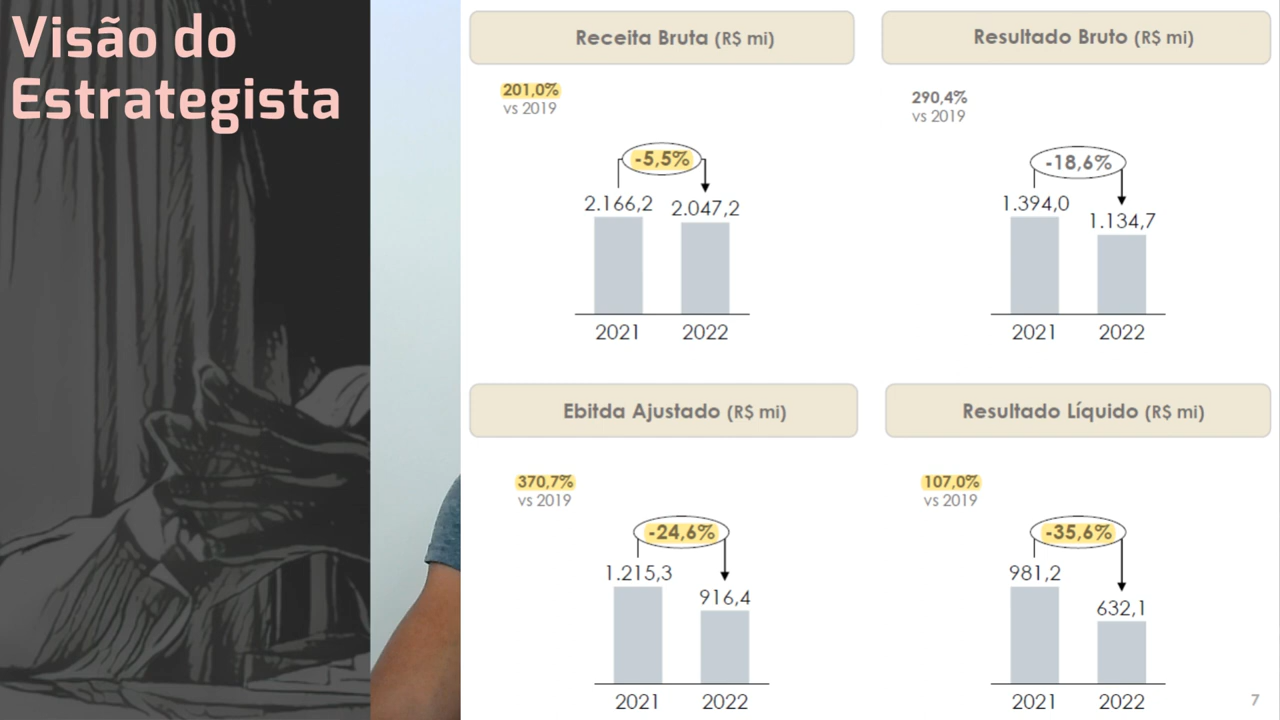 Visão do
Estrategista
Receita Bruta (R$ mi)
201,0%
vs 2019
-5,5%
2.166,2
2.047,2
2021
2022
Resultado Bruto (R$ mi)
290,4%
vs 2019
-18,6%
1.394,0
1.134,7
2021
2022
Ebitda Ajustado (R$ mi)
370,7%
vs 2019
-24,6%
1.215,3
916,4
2021
2022
Resultado Líquido (R$ mi)
107,0%
vs 2019
-35,6%
981,2
632,1
2021
2022
7